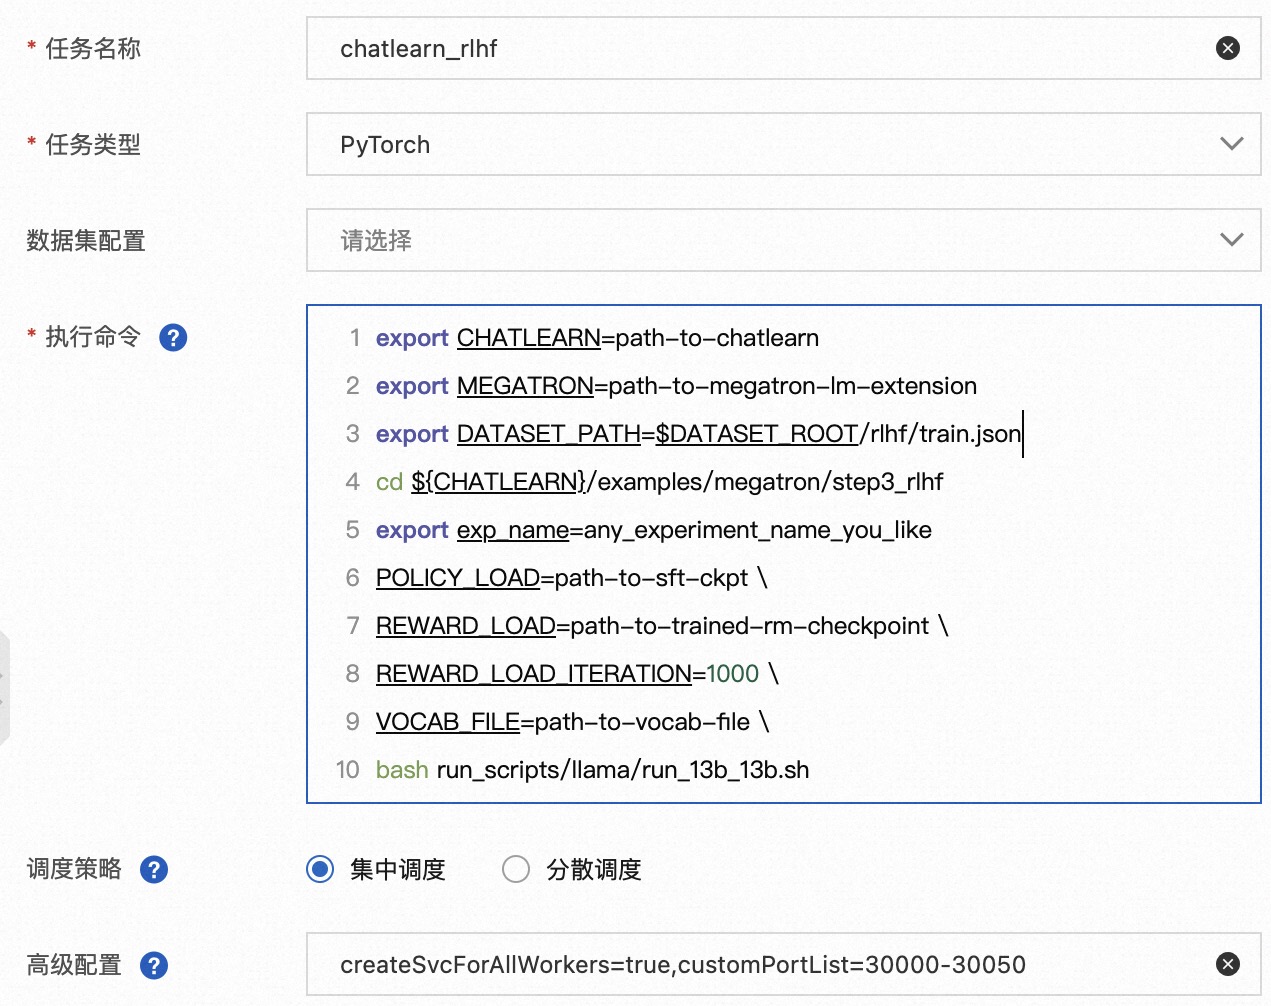 * 任务名称
chatlearn_rlhf
* 任务类型
PyTorch
数据集配置
请选择
* 执行命令 ?
1 export CHATLEARN=path-to-chatlearn
2 export MEGATRON=path-to-megatron-lm-extension
3 export DATASET_PATH=$DATASET_ROOT/rlhf/train.json
4 cd ${CHATLEARN}/examples/megatron/step3_rlhf
5 export exp_name=any_experiment_name_you_like
6 POLICY_LOAD=path-to-sft-ckpt \
7 REWARD_LOAD=path-to-trained-rm-checkpoint \
8 REWARD_LOAD_ITERATION=1000 \
9 VOCAB_FILE=path-to-vocab-file \
10 bash run_scripts/llama/run_13b_13b.sh
调度策略 ?
集中调度 分散调度
高级配置 ?
createSvcForAllWorkers=true,customPortList=30000-30050